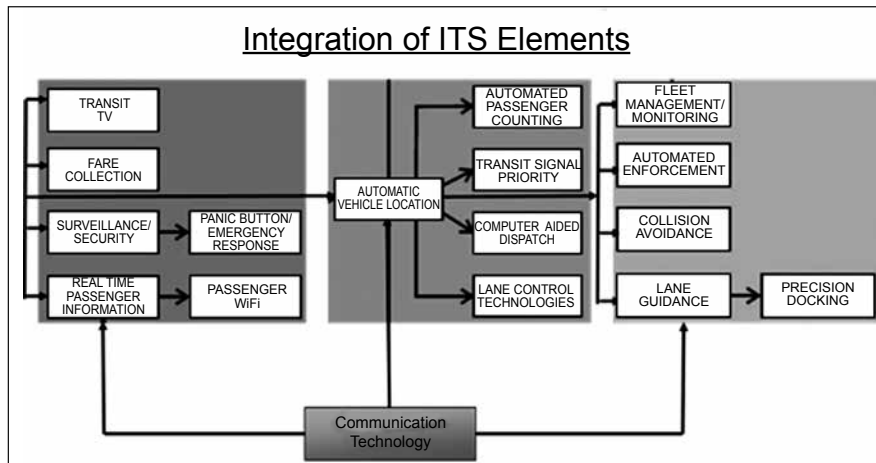 Integration of ITS Elements
TRANSIT
TV
FARE
COLLECTION
SURVEILLANCE/
SECURITY
PANIC BUTTON/
EMERGENCY
RESPONSE
REAL TIME
PASSENGER
INFORMATION
PASSENGER
WiFi
AUTOMATIC
VEHICLE LOCATION
AUTOMATED
PASSENGER
COUNTING
TRANSIT SIGNAL
PRIORITY
COMPUTER AIDED
DISPATCH
LANE CONTROL
TECHNOLOGIES
FLEET
MANAGEMENT/
MONITORING
AUTOMATED
ENFORCEMENT
COLLISION
AVOIDANCE
LANE
GUIDANCE
PRECISION
DOCKING
Communication
Technology